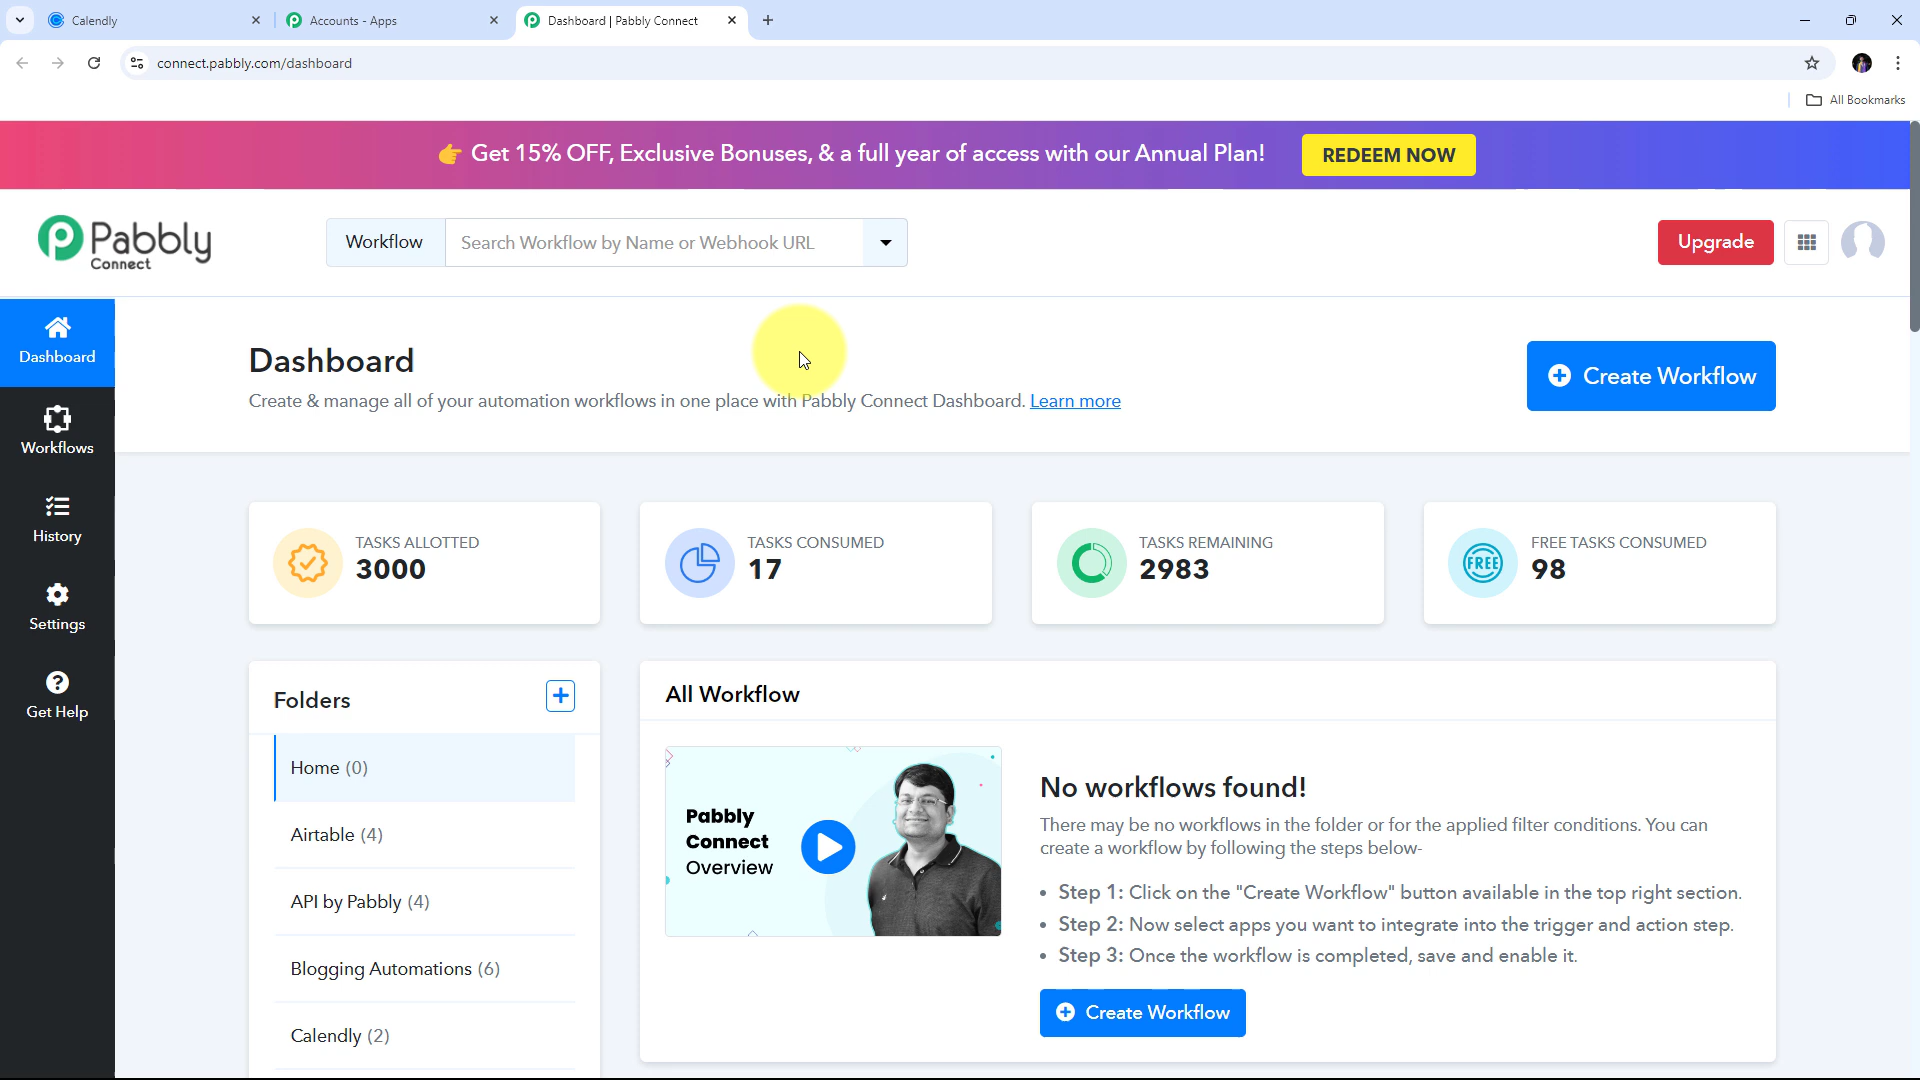 Calendly
Accounts - Apps
Dashboard | Pabbly Connect
connect.pabbly.com/dashboard
All Bookmarks
Get 15% OFF, Exclusive Bonuses, & a full year of access with our Annual Plan!
REDEEM NOW
Pabbly
Connect
Workflow
Search Workflow by Name or Webhook URL
Upgrade
Dashboard
Workflows
History
Settings
Get Help
Dashboard
Create & manage all of your automation workflows in one place with Pabbly Connect Dashboard. Learn more
Create Workflow
TASKS ALLOTTED
3000
TASKS CONSUMED
17
TASKS REMAINING
2983
FREE
FREE TASKS CONSUMED
98
Folders
Home (0)
Airtable (4)
API by Pabbly (4)
Blogging Automations (6)
Calendly (2)
All Workflow
Pabbly
Connect
Overview
No workflows found!
There may be no workflows in the folder or for the applied filter conditions. You can
create a workflow by following the steps below-
• Step 1: Click on the "Create Workflow" button available in the top right section.
• Step 2: Now select apps you want to integrate into the trigger and action step.
• Step 3: Once the workflow is completed, save and enable it.
Create Workflow